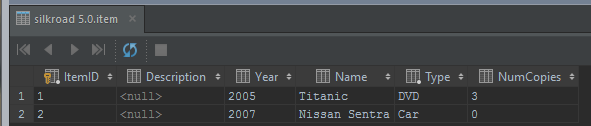 silkroad 5.0.item
ItemID Description Year Name Type NumCopies
1 1 <null> 2005 Titanic DVD 3
2 2 <null> 2007 Nissan Sentra Car 0